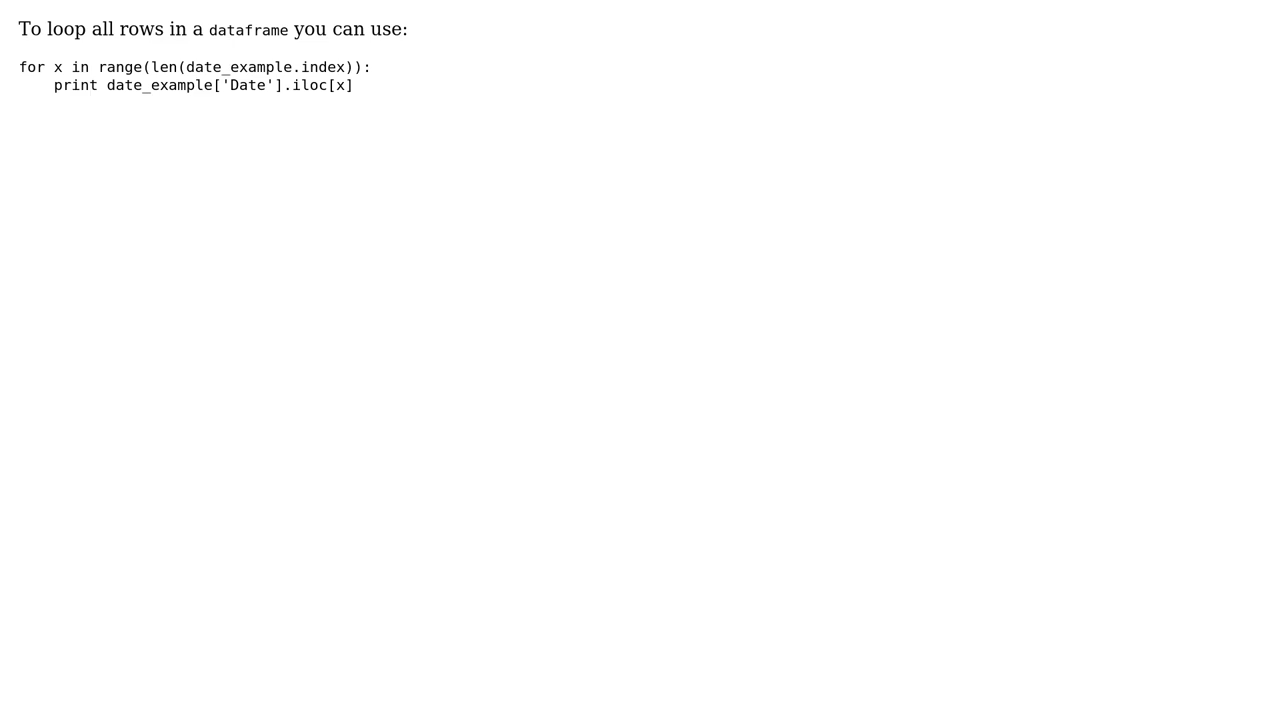 To loop all rows in a dataframe you can use:
for x in range(len(date_example.index)):
    print date_example['Date'].iloc[x]